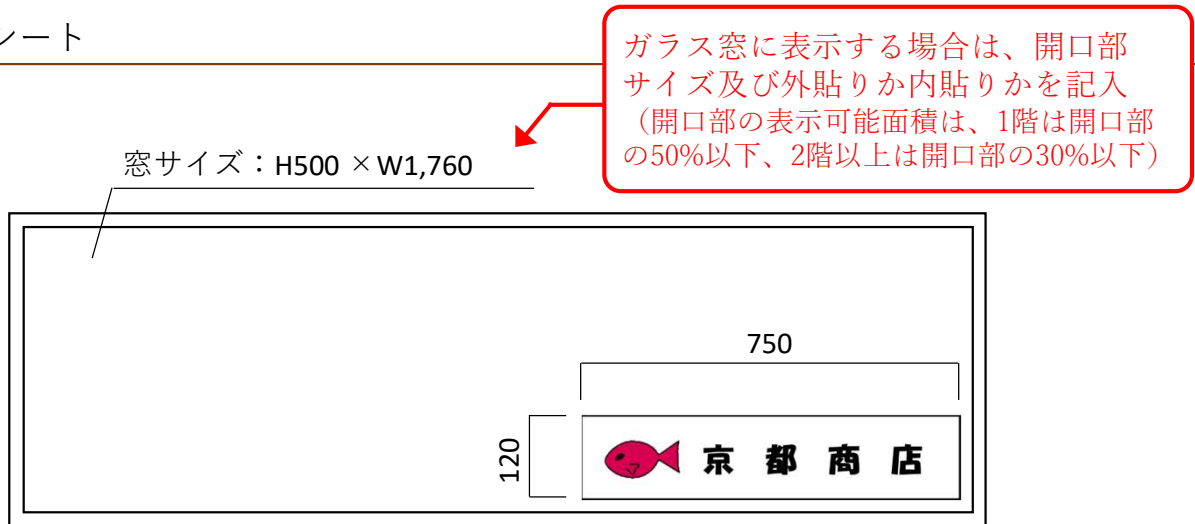 シート
ガラス窓に表示する場合は、開口部
サイズ及び外貼りか内貼りかを記入
（開口部の表示可能面積は、1階は開口部
の50%以下、2階以上は開口部の30%以下）
窓サイズ：H500 ×W1,760
750
120
京都商店